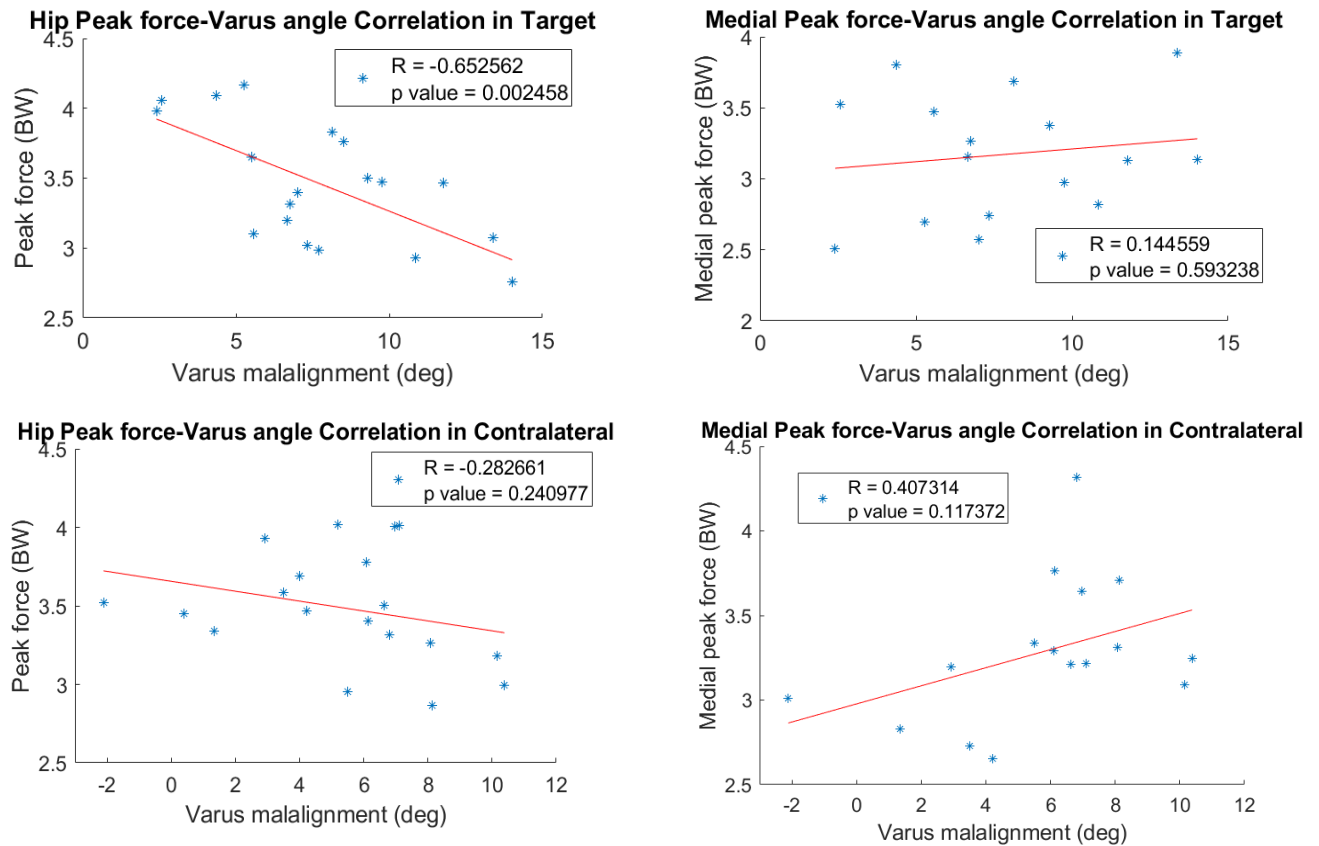 Hip Peak force-Varus angle Correlation in Target
4.5
4
3.5
3
2.5
Peak force (BW)
R = -0.652562
p value = 0.002458
0 5 10 15
Varus malalignment (deg)
Medial Peak force-Varus angle Correlation in Target
4
3.5
3
2.5
2
Medial peak force (BW)
R = 0.144559
p value = 0.593238
0 5 10 15
Varus malalignment (deg)
Hip Peak force-Varus angle Correlation in Contralateral
4.5
4
3.5
3
2.5
Peak force (BW)
R = -0.282661
p value = 0.240977
-2 0 2 4 6 8 10 12
Varus malalignment (deg)
Medial Peak force-Varus angle Correlation in Contralateral
4.5
4
3.5
3
2.5
Medial peak force (BW)
R = 0.407314
p value = 0.117372
-2 0 2 4 6 8 10 12
Varus malalignment (deg)